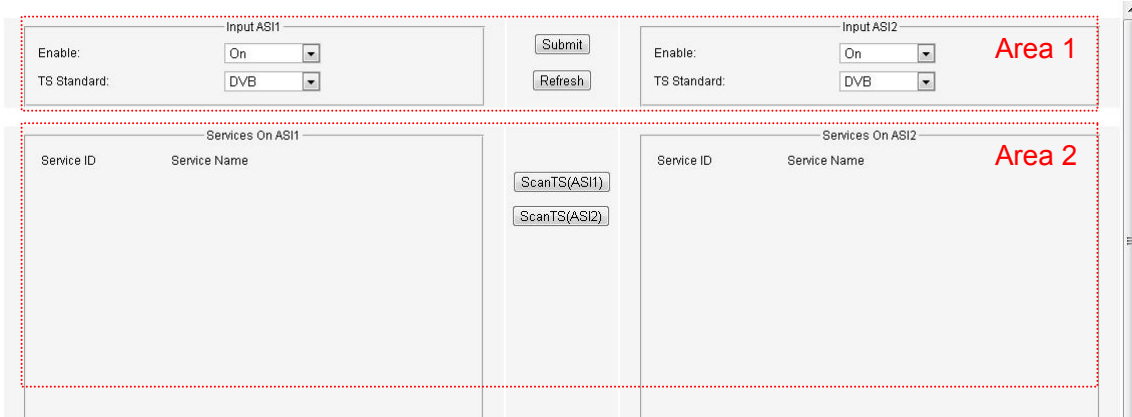 Input ASI1
Enable: On
TS Standard: DVB
Submit
Refresh
Input ASI2
Enable: On
TS Standard: DVB
Area 1
Services On ASI1
Service ID Service Name
ScanTS(ASI1)
ScanTS(ASI2)
Services On ASI2
Service ID Service Name
Area 2